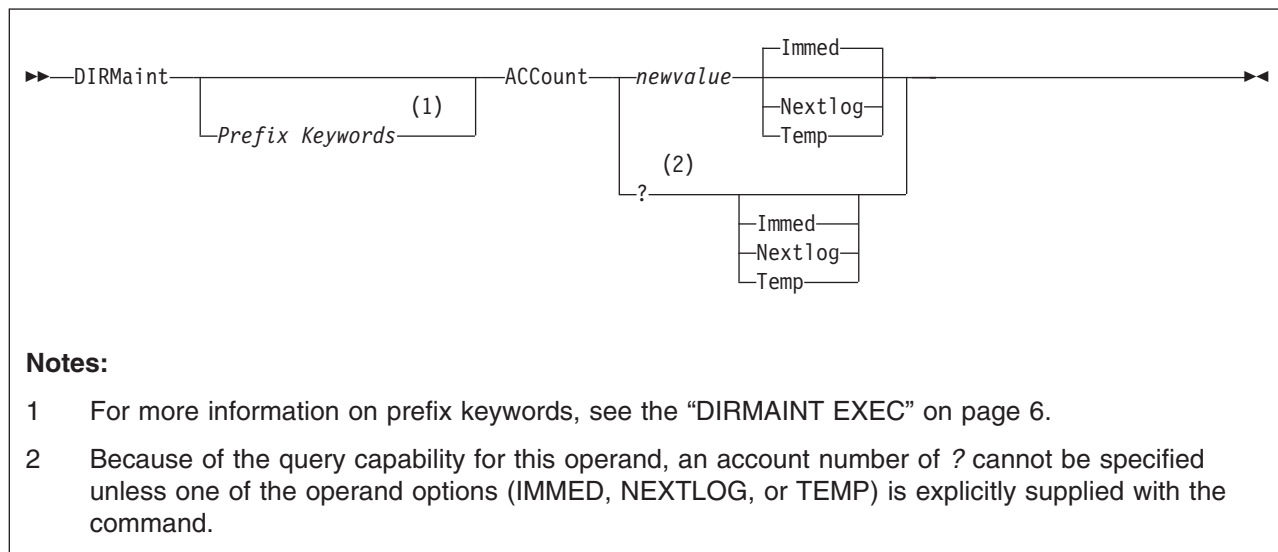 Immed
►►—DIRMaint— —ACCount— —newvalue— —►◄
(1) Nextlog
Prefix Keywords Temp
(2)
?
Immed
Nextlog
Temp
Notes:
1 For more information on prefix keywords, see the “DIRMAINT EXEC” on page 6.
2 Because of the query capability for this operand, an account number of ? cannot be specified
unless one of the operand options (IMMED, NEXTLOG, or TEMP) is explicitly supplied with the
command.